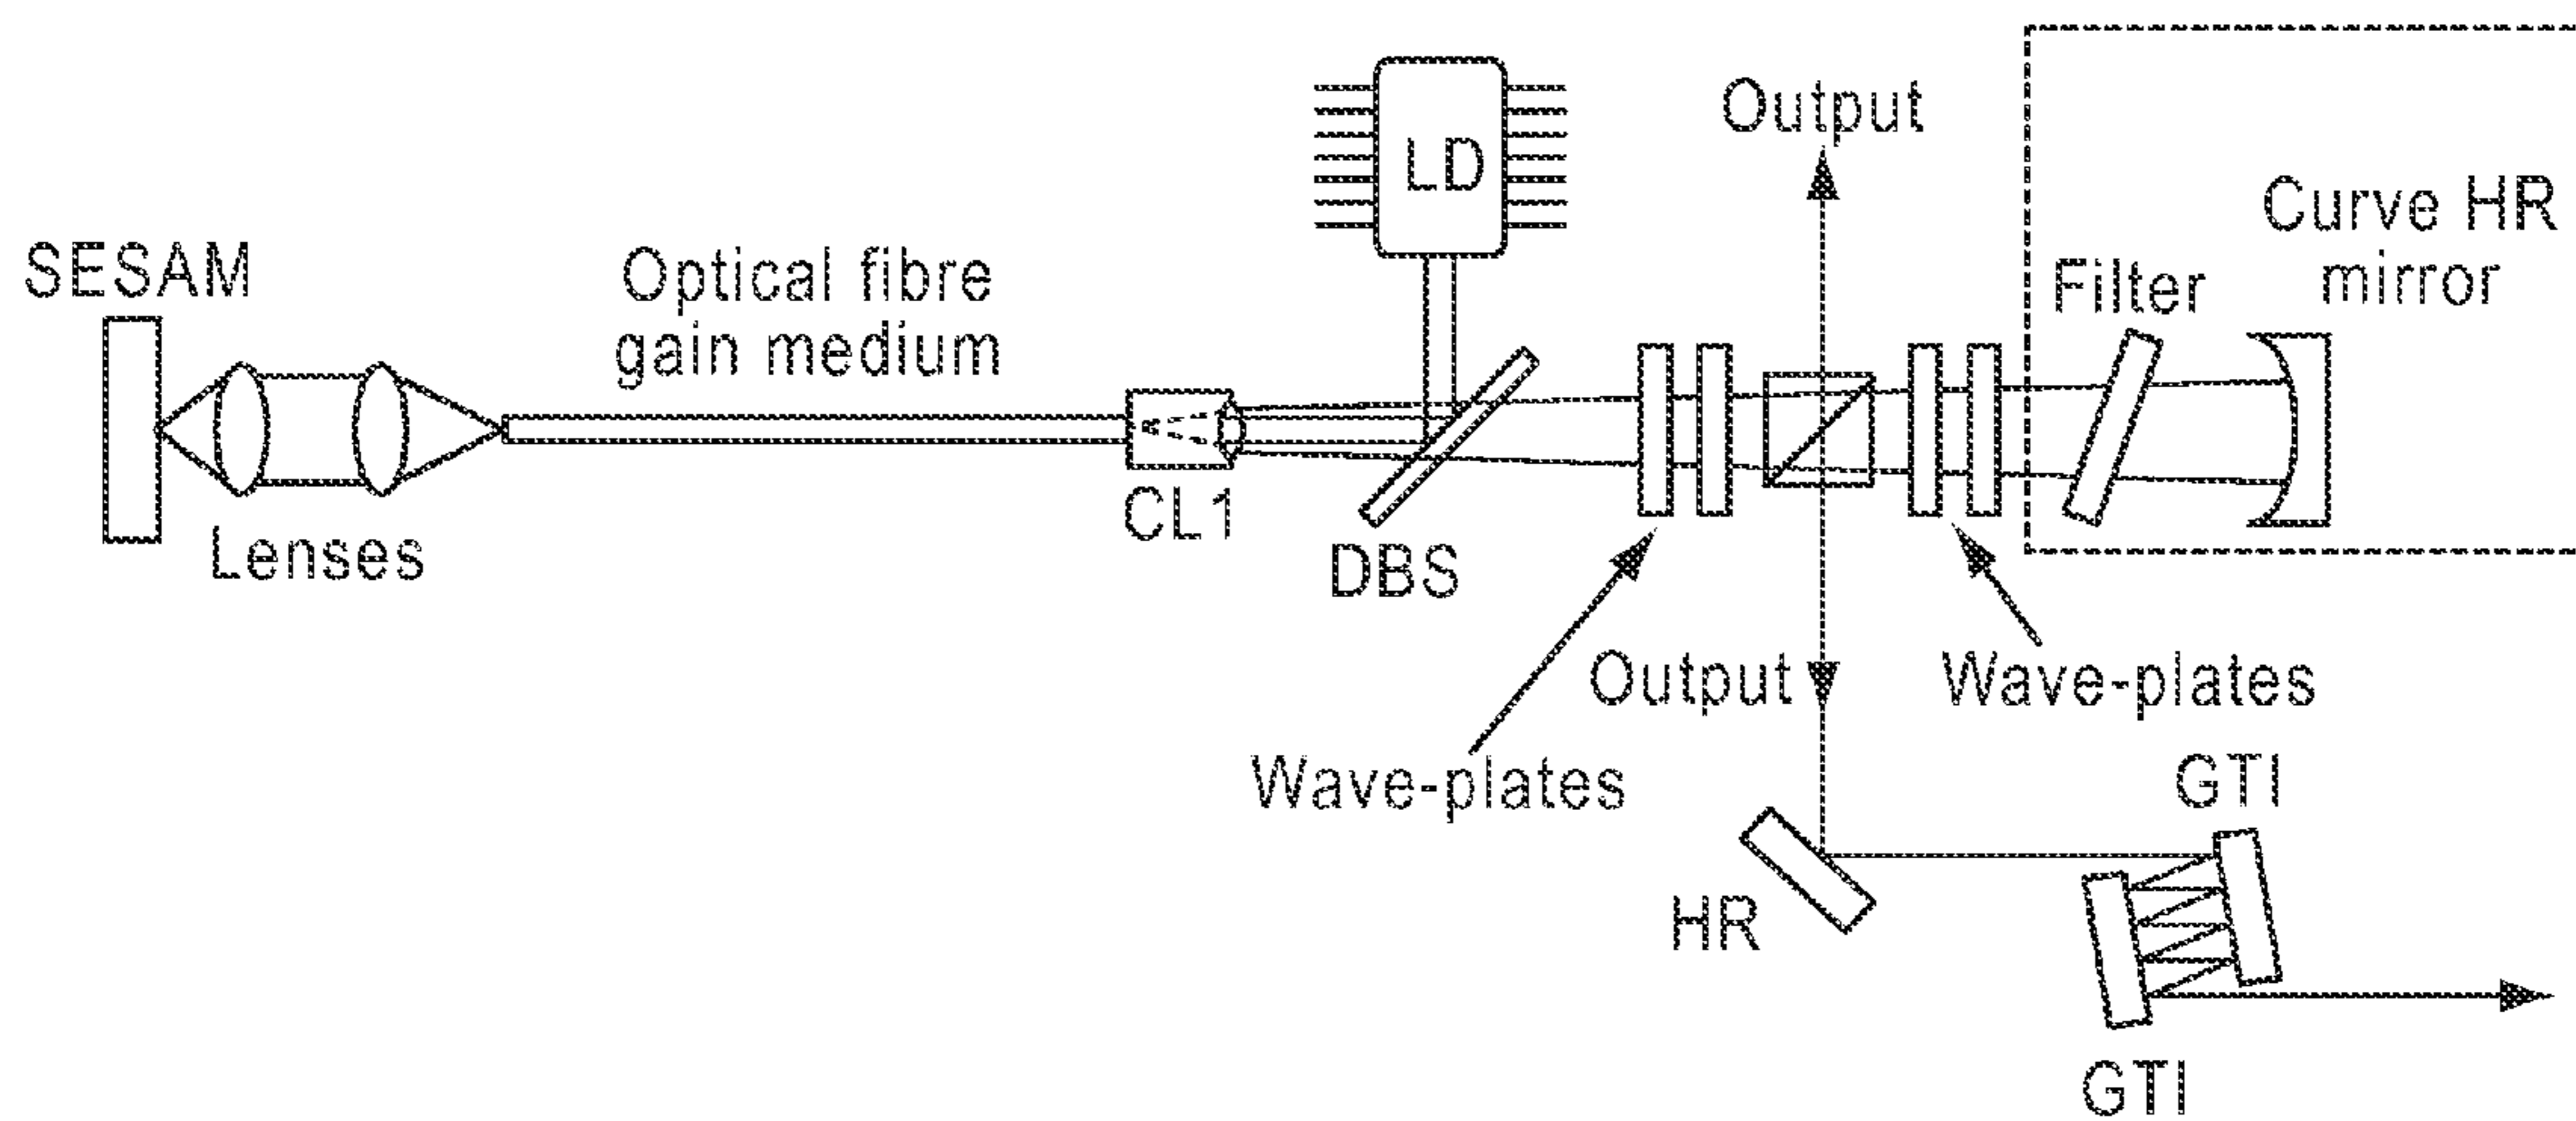 SESAM
Lenses
Optical fibre
gain medium
CL1
LD
DBS
Output
Filter
Curve HR
mirror
Wave-plates
Output
Wave-plates
HR
GTI
GTI